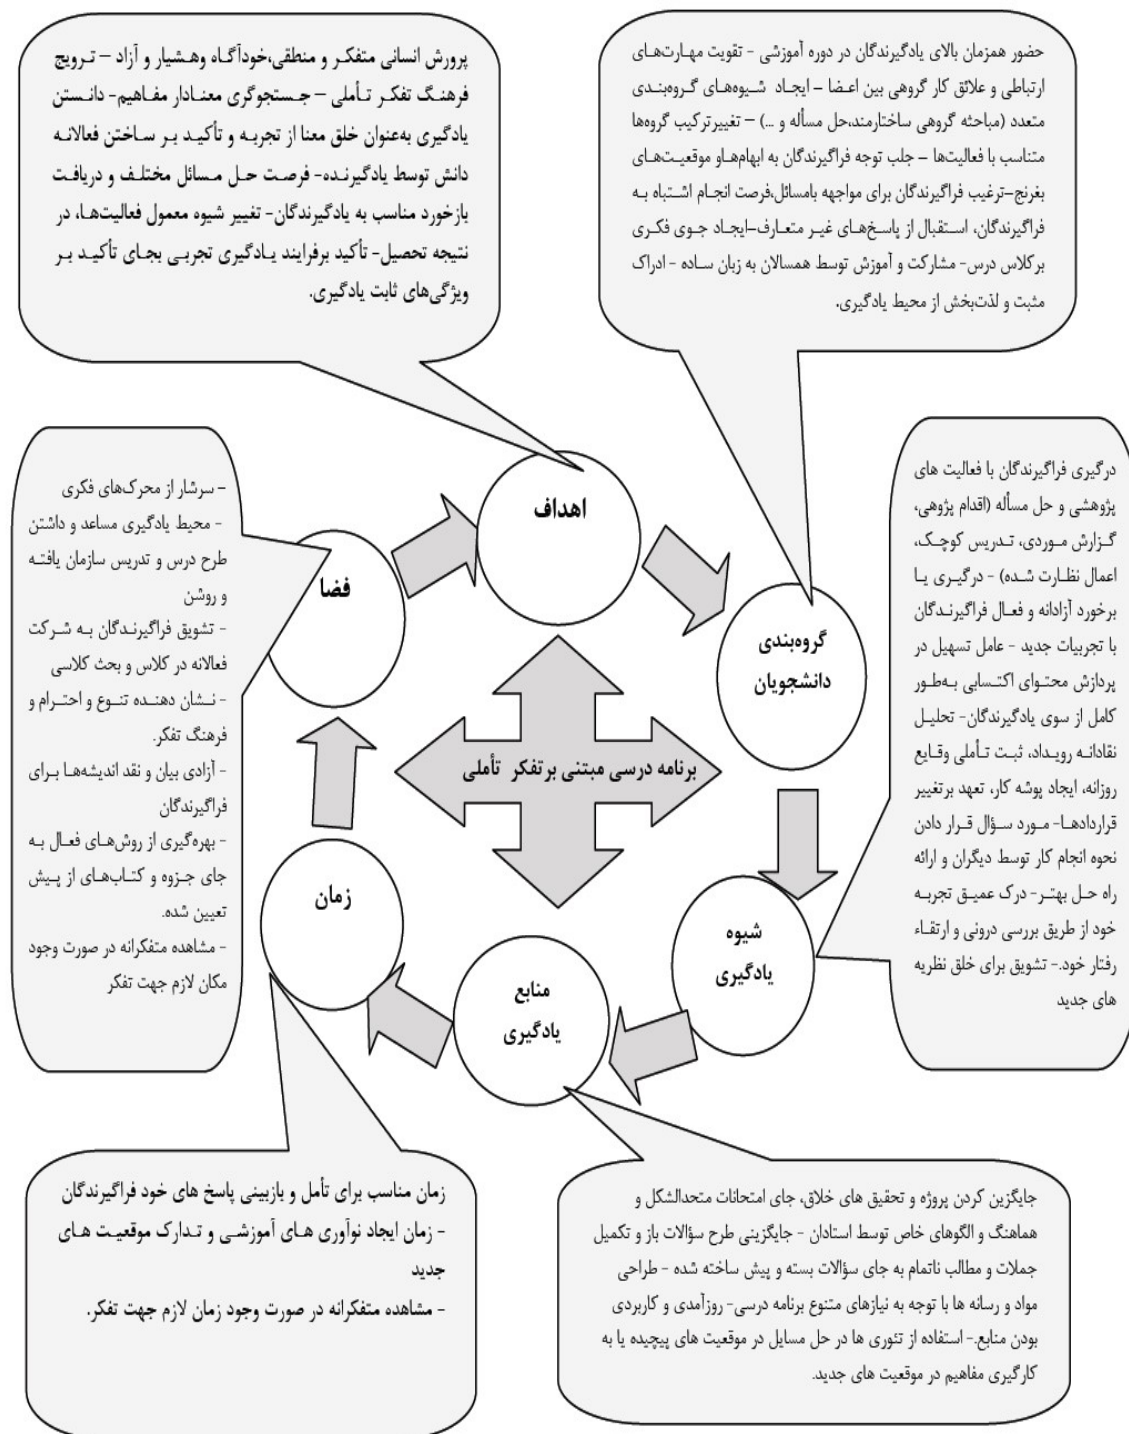 حضور همزمان بالای یادگیرندگان در دوره آموزشی - تقویت مهارت‌های
ارتباطی و علائق کار گروهی بین اعضا – ایجاد شیوه‌های گروه‌بندی
متعدد (مباحثه گروهی ساختارمند،حل مسأله و ...) – تغییرترکیب گروه‌ها
متناسب با فعالیت‌ها – جلب توجه فراگیرندگان به ابهام‌هاو موقعیت‌های
بغرنج–ترغیب فراگیرندگان برای مواجهه بامسائل،فرصت انجام اشتباه به
فراگیرندگان، استقبال از پاسخ‌های غیر متعارف–ایجاد جوی فکری
برکلاس درس- مشارکت و آموزش توسط همسالان به زبان ساده - ادراک
مثبت و لذت‌بخش از محیط یادگیری.
پرورش انسانی متفکر و منطقی،خودآگاه وهشیار و آزاد – ترویج
فرهنگ تفکر تأملی – جستجوگری معنادار مفاهیم- دانستن
یادگیری به‌عنوان خلق معنا از تجربه و تأکید بر ساختن فعالانه
دانش توسط یادگیرنده- فرصت حل مسائل مختلف و دریافت
بازخورد مناسب به یادگیرندگان- تغییر شیوه معمول فعالیت‌ها، در
نتیجه تحصیل- تأکید برفرایند یادگیری تجربی بجای تأکید بر
ویژگی‌های ثابت یادگیری.
درگیری فراگیرندگان با فعالیت های
پژوهشی و حل مسأله (اقدام پژوهی،
گزارش موردی، تدریس کوچک،
اعمال نظارت شده) - درگیری یا
برخورد آزادانه و فعال فراگیرندگان
با تجربیات جدید - عامل تسهیل در
پردازش محتوای اکتسابی به‌طور
کامل از سوی یادگیرندگان- تحلیل
نقادانه رویداد، ثبت تأملی وقایع
روزانه، ایجاد پوشه کار، تعهد برتغییر
قراردادها- مورد سؤال قرار دادن
نحوه انجام کار توسط دیگران و ارائه
راه حل بهتر- درک عمیق تجربه
خود از طریق بررسی درونی و ارتقاء
رفتار خود.- تشویق برای خلق نظریه
های جدید
اهداف
گروه‌بندی
دانشجویان
شیوه
یادگیری
منابع
یادگیری
زمان
فضا
برنامه درسی مبتنی برتفکر تأملی
– سرشار از محرک‌های فکری
- محیط یادگیری مساعد و داشتن
طرح درس و تدریس سازمان یافته
و روشن
- تشویق فراگیرندگان به شرکت
فعالانه در کلاس و بحث کلاسی
- نشان دهنده تنوع و احترام و
فرهنگ تفکر.
- آزادی بیان و نقد اندیشه‌ها برای
فراگیرندگان
- بهره‌گیری از روش‌های فعال به
جای جزوه و کتاب‌های از پیش
تعیین شده.
- مشاهده متفکرانه در صورت وجود
مکان لازم جهت تفکر
جایگزین کردن پروژه و تحقیق های خلاق، جای امتحانات متحدالشکل و
هماهنگ و الگوهای خاص توسط استادان - جایگزینی طرح سؤالات باز و تکمیل
جملات و مطالب ناتمام به جای سؤالات بسته و پیش ساخته شده - طراحی
مواد و رسانه ها با توجه به نیازهای متنوع برنامه درسی- روزآمدی و کاربردی
بودن منابع.- استفاده از تئوری ها در حل مسایل در موقعیت های پیچیده یا به
کارگیری مفاهیم در موقعیت های جدید.
زمان مناسب برای تأمل و بازبینی پاسخ های خود فراگیرندگان
- زمان ایجاد نوآوری های آموزشی و تدارک موقعیت های
جدید
- مشاهده متفکرانه در صورت وجود زمان لازم جهت تفکر.